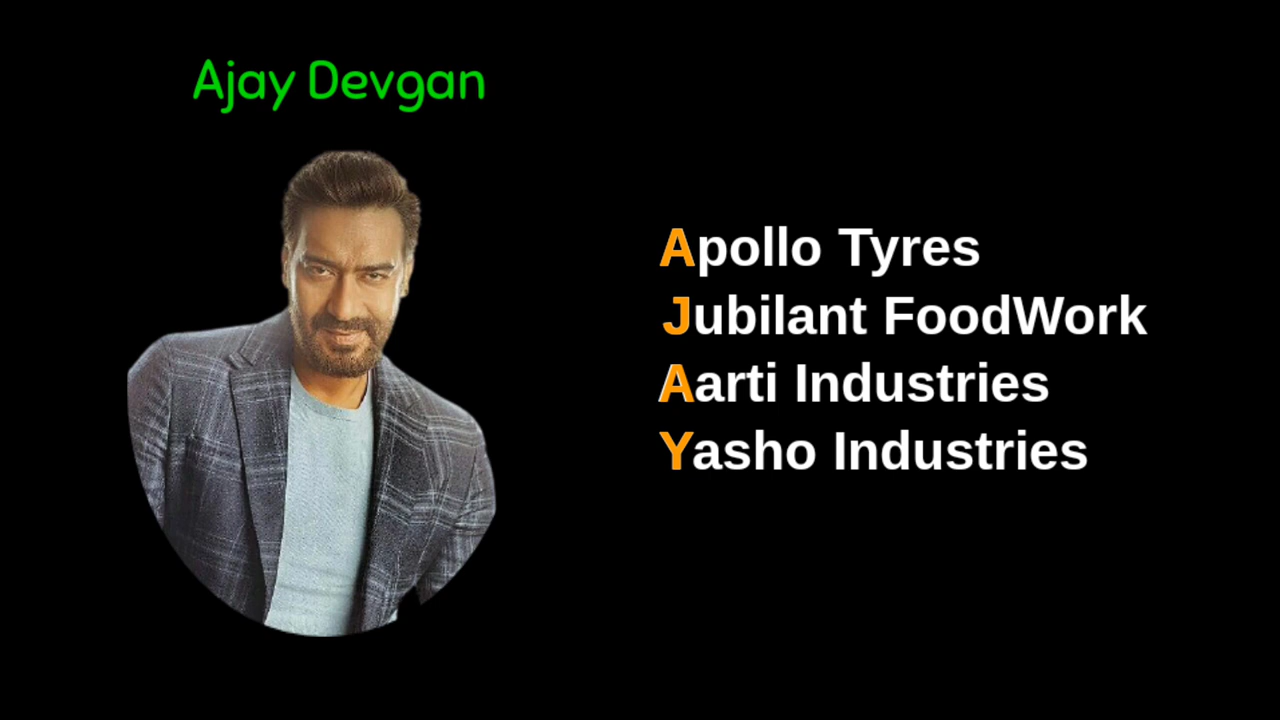 Ajay Devgan
Apollo Tyres
Jubilant FoodWork
Aarti Industries
Yasho Industries